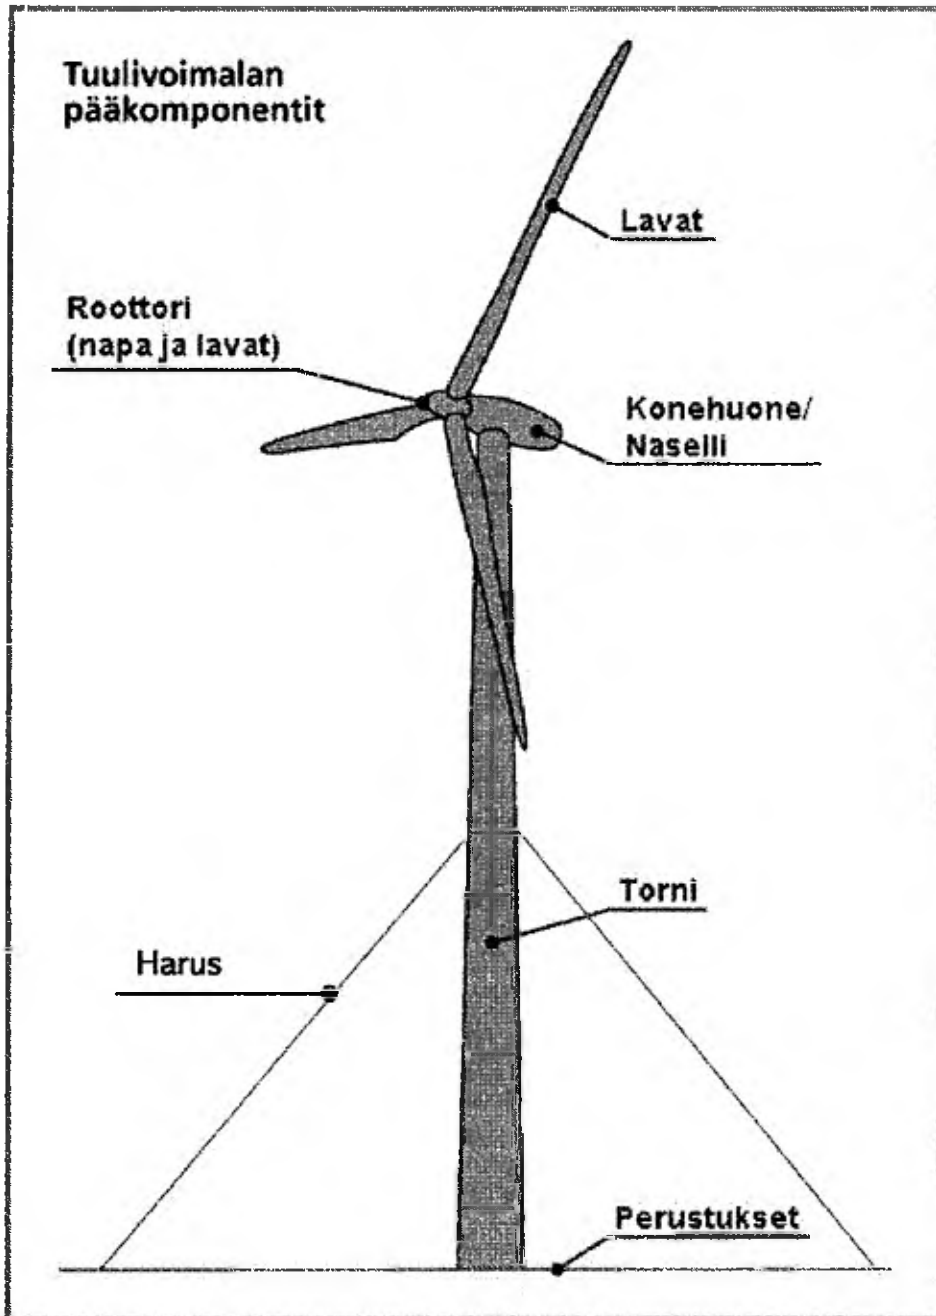 Tuulivoimalan
pääkomponentit
Lavat
Roottori
(napa ja lavat)
Konehuone/
Naselli
Torni
Harus
Perustukset